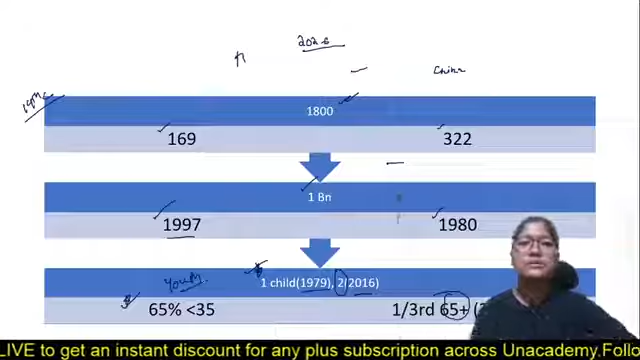 China
1800
169 322
1 Bn
1997 1980
Youth
1 child(1979), 2(2016)
65% <35 1/3rd 65+
LIVE to get an instant discount for any plus subscription across Unacademy.Follo